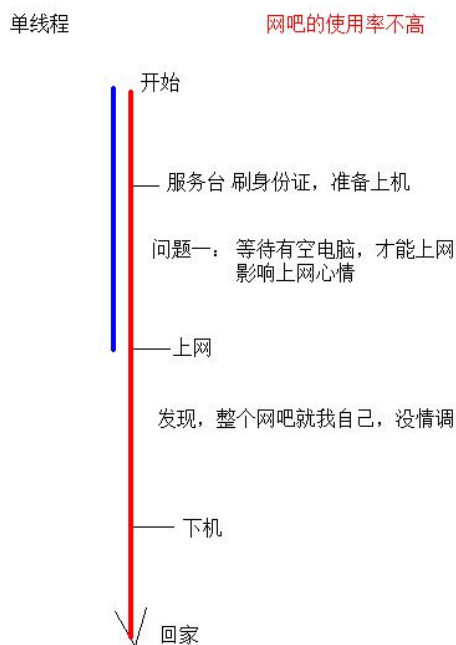 单线程
网吧的使用率不高
开始
服务台 刷身份证，准备上机
问题一： 等待有空电脑，才能上网
影响上网心情
上网
发现，整个网吧就我自己，没情调
下机
回家